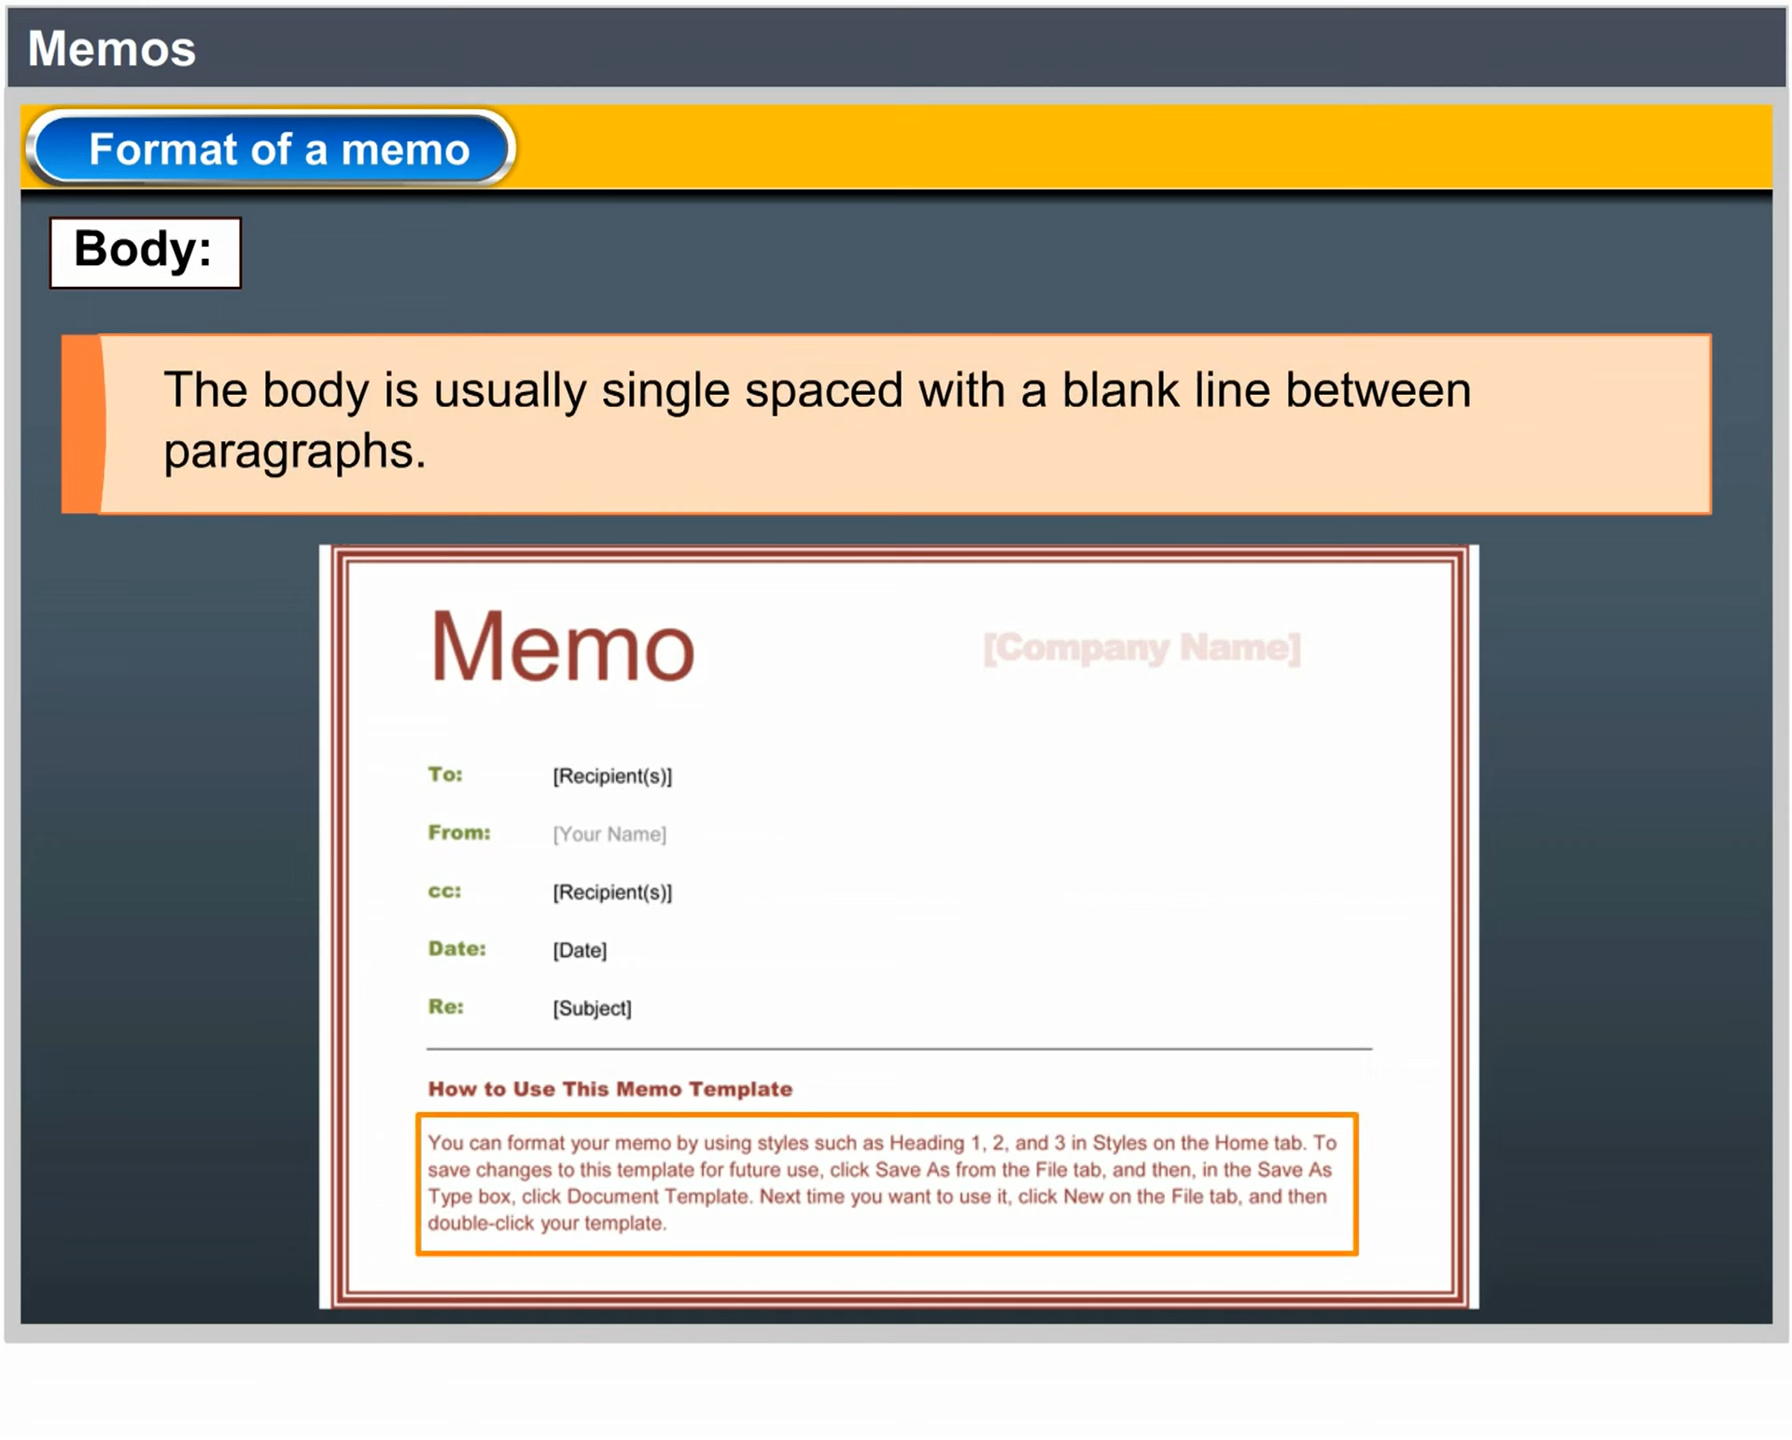 Memos
Format of a memo
Body:
The body is usually single spaced with a blank line between
paragraphs.
Memo
[Company Name]
To: [Recipient(s)]
From: [Your Name]
cc: [Recipient(s)]
Date: [Date]
Re: [Subject]
How to Use This Memo Template
You can format your memo by using styles such as Heading 1, 2, and 3 in Styles on the Home tab. To
save changes to this template for future use, click Save As from the File tab, and then, in the Save As
Type box, click Document Template. Next time you want to use it, click New on the File tab, and then
double-click your template.